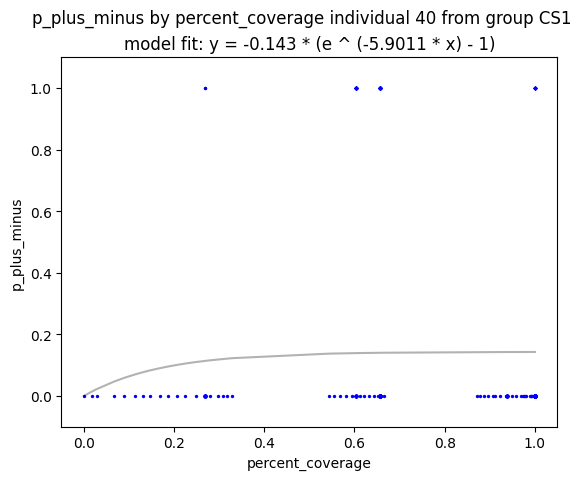 p_plus_minus by percent_coverage individual 40 from group CS1
model fit: y = -0.143 * (e ^ (-5.9011 * x) - 1)
1.0
0.8
0.6
0.4
0.2
0.0
p_plus_minus
0.0 0.2 0.4 0.6 0.8 1.0
percent_coverage